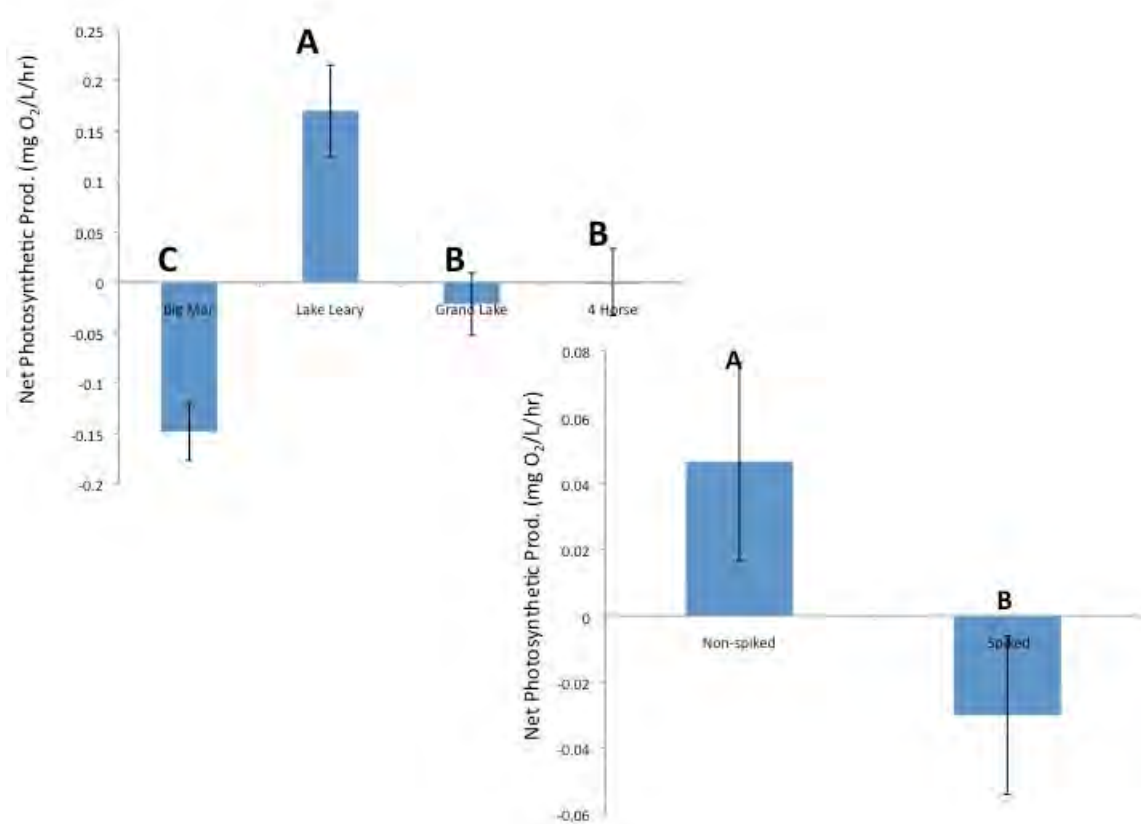 Net Photosynthetic Prod. (mg O₂/L/hr)
0.25
0.2
0.15
0.1
0.05
0
-0.05
-0.1
-0.15
-0.2
C
A
B
B
Big Mar
Lake Leary
Grand Lake
4 Horse
Net Photosynthetic Prod. (mg O₂/L/hr)
0.08
0.06
0.04
0.02
0
-0.02
-0.04
-0.06
A
B
Non-spiked
Spiked